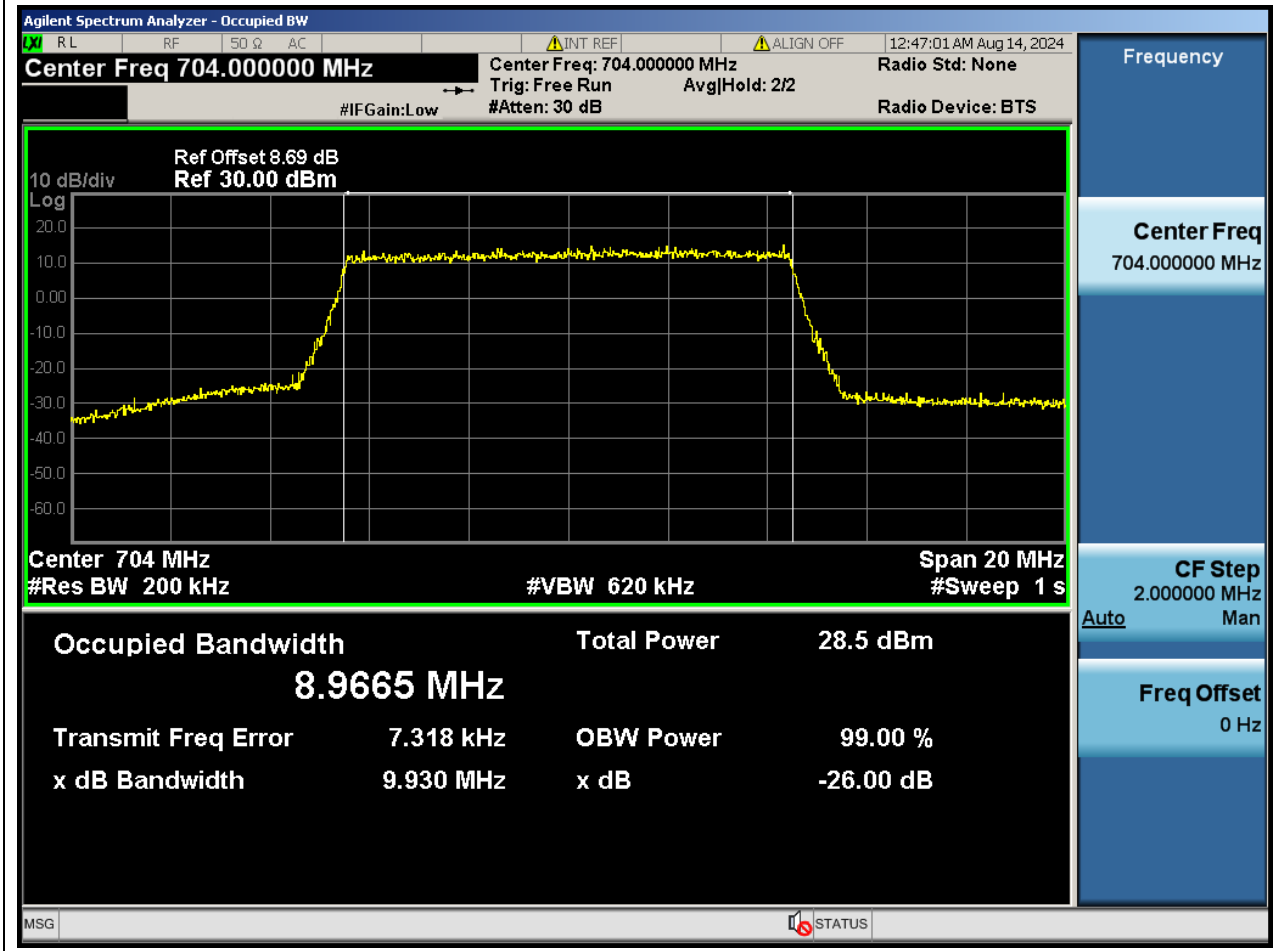 Agilent Spectrum Analyzer - Occupied BW
LXI RL RF 50 Ω AC INT REF ALIGN OFF 12:47:01 AM Aug 14, 2024
Center Freq 704.000000 MHz
Center Freq: 704.000000 MHz
Radio Std: None
Trig: Free Run Avg|Hold: 2/2
#IFGain:Low
#Atten: 30 dB
Radio Device: BTS
Ref Offset 8.69 dB
10 dB/div Ref 30.00 dBm
Log
20.0
10.0
0.00
-10.0
-20.0
-30.0
-40.0
-50.0
-60.0
Center 704 MHz Span 20 MHz
#Res BW 200 kHz #VBW 620 kHz #Sweep 1 s
Occupied Bandwidth Total Power 28.5 dBm
8.9665 MHz
Transmit Freq Error 7.318 kHz OBW Power 99.00 %
x dB Bandwidth 9.930 MHz x dB -26.00 dB
Frequency
Center Freq
704.000000 MHz
CF Step
2.000000 MHz
Auto Man
Freq Offset
0 Hz
MSG STATUS